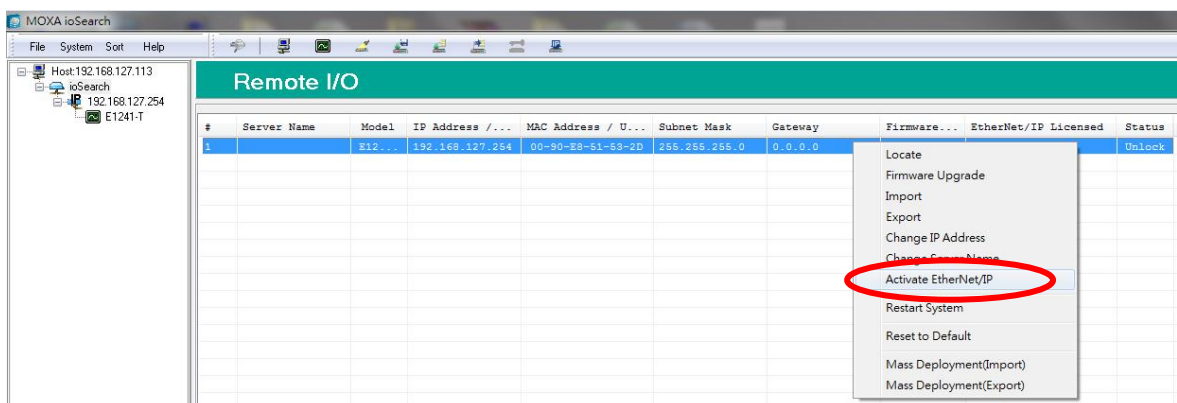 MOXA ioSearch
File System Sort Help
Host:192.168.127.113
ioSearch
192.168.127.254
E1241-T
Remote I/O
# Server Name Model IP Address /... MAC Address / U... Subnet Mask Gateway Firmware... EtherNet/IP Licensed Status
1 E12... 192.168.127.254 00-90-E8-51-53-2D 255.255.255.0 0.0.0.0 Unlock
Locate
Firmware Upgrade
Import
Export
Change IP Address
Change Server Name
Activate EtherNet/IP
Restart System
Reset to Default
Mass Deployment(Import)
Mass Deployment(Export)